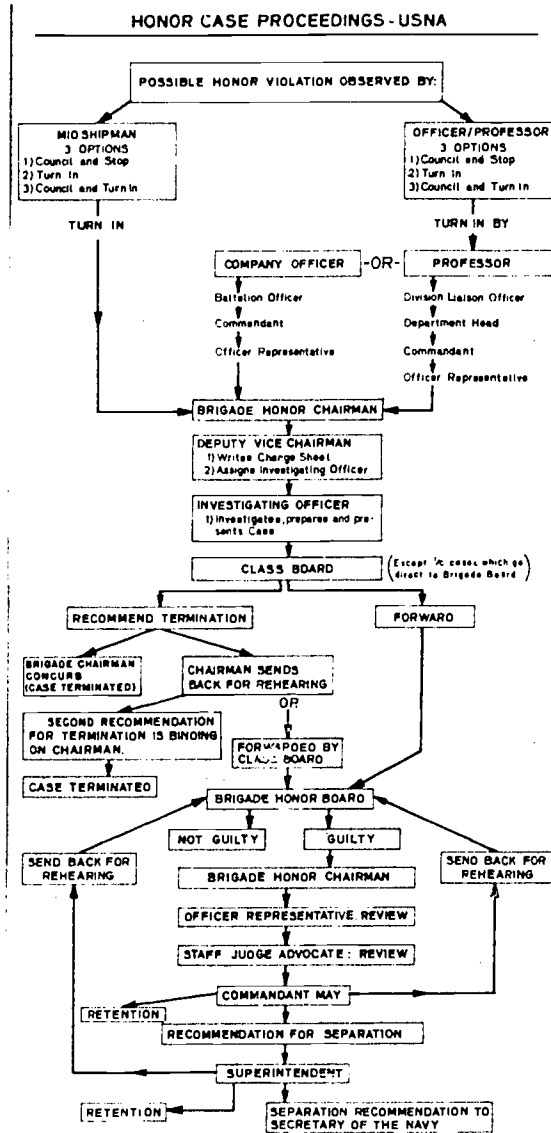 HONOR CASE PROCEEDINGS - USNA
POSSIBLE HONOR VIOLATION OBSERVED BY:
MIDSHIPMAN
3 OPTIONS
1) Council and Stop
2) Turn In
3) Council and Turn In
OFFICER/PROFESSOR
3 OPTIONS
1) Council and Stop
2) Turn In
3) Council and Turn In
TURN IN
TURN IN BY
COMPANY OFFICER
-OR-
PROFESSOR
Battalion Officer
Commandant
Officer Representative
Division Liaison Officer
Department Head
Commandant
Officer Representative
BRIGADE HONOR CHAIRMAN
DEPUTY VICE CHAIRMAN
1) Writes Charge Sheet
2) Assigns Investigating Officer
INVESTIGATING OFFICER
1) Investigates, prepares and pre-
sents Case
CLASS BOARD
(Except 1/c cases, which go
direct to Brigade Board)
RECOMMEND TERMINATION
FORWARD
BRIGADE CHAIRMAN
CONCURS
(CASE TERMINATED)
CHAIRMAN SENDS
BACK FOR REHEARING
OR
SECOND RECOMMENDATION
FOR TERMINATION IS BINDING
ON CHAIRMAN.
FORWARDED BY
CLASS BOARD
CASE TERMINATED
BRIGADE HONOR BOARD
NOT GUILTY
GUILTY
SEND BACK FOR
REHEARING
SEND BACK FOR
REHEARING
BRIGADE HONOR CHAIRMAN
OFFICER REPRESENTATIVE: REVIEW
STAFF JUDGE ADVOCATE: REVIEW
COMMANDANT MAY
RETENTION
RECOMMENDATION FOR SEPARATION
SUPERINTENDENT
RETENTION
SEPARATION RECOMMENDATION TO
SECRETARY OF THE NAVY